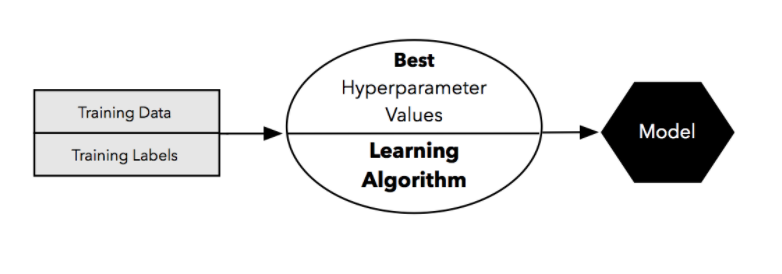 Training Data
Training Labels
Best
Hyperparameter
Values
Learning
Algorithm
Model